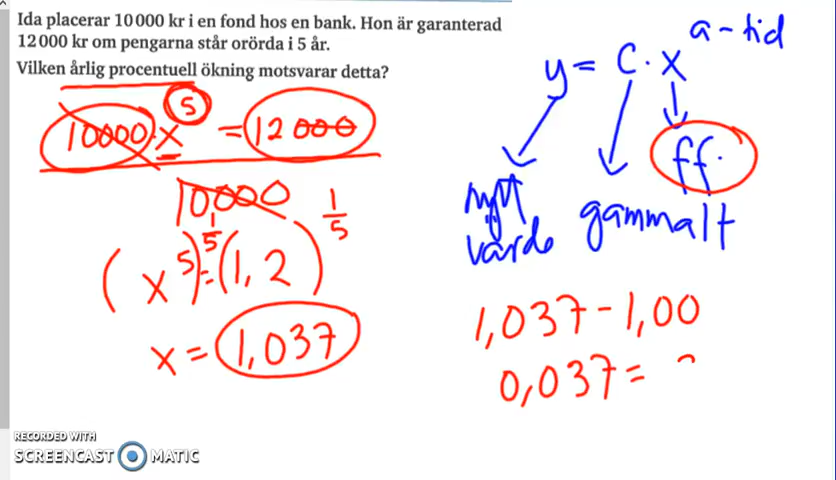 Ida placerar 10 000 kr i en fond hos en bank. Hon är garanterad
12 000 kr om pengarna står orörda i 5 år.
Vilken årlig procentuell ökning motsvarar detta?
10000 · x^5 = 12 000
10,000
(x^5)^1/5 = (1,2)^1/5
x = 1,037
y = C · x^a - tid
ff.
nytt
värde
gammalt
1,037 - 1,00
0,037 =
RECORDED WITH
SCREENCAST MATIC